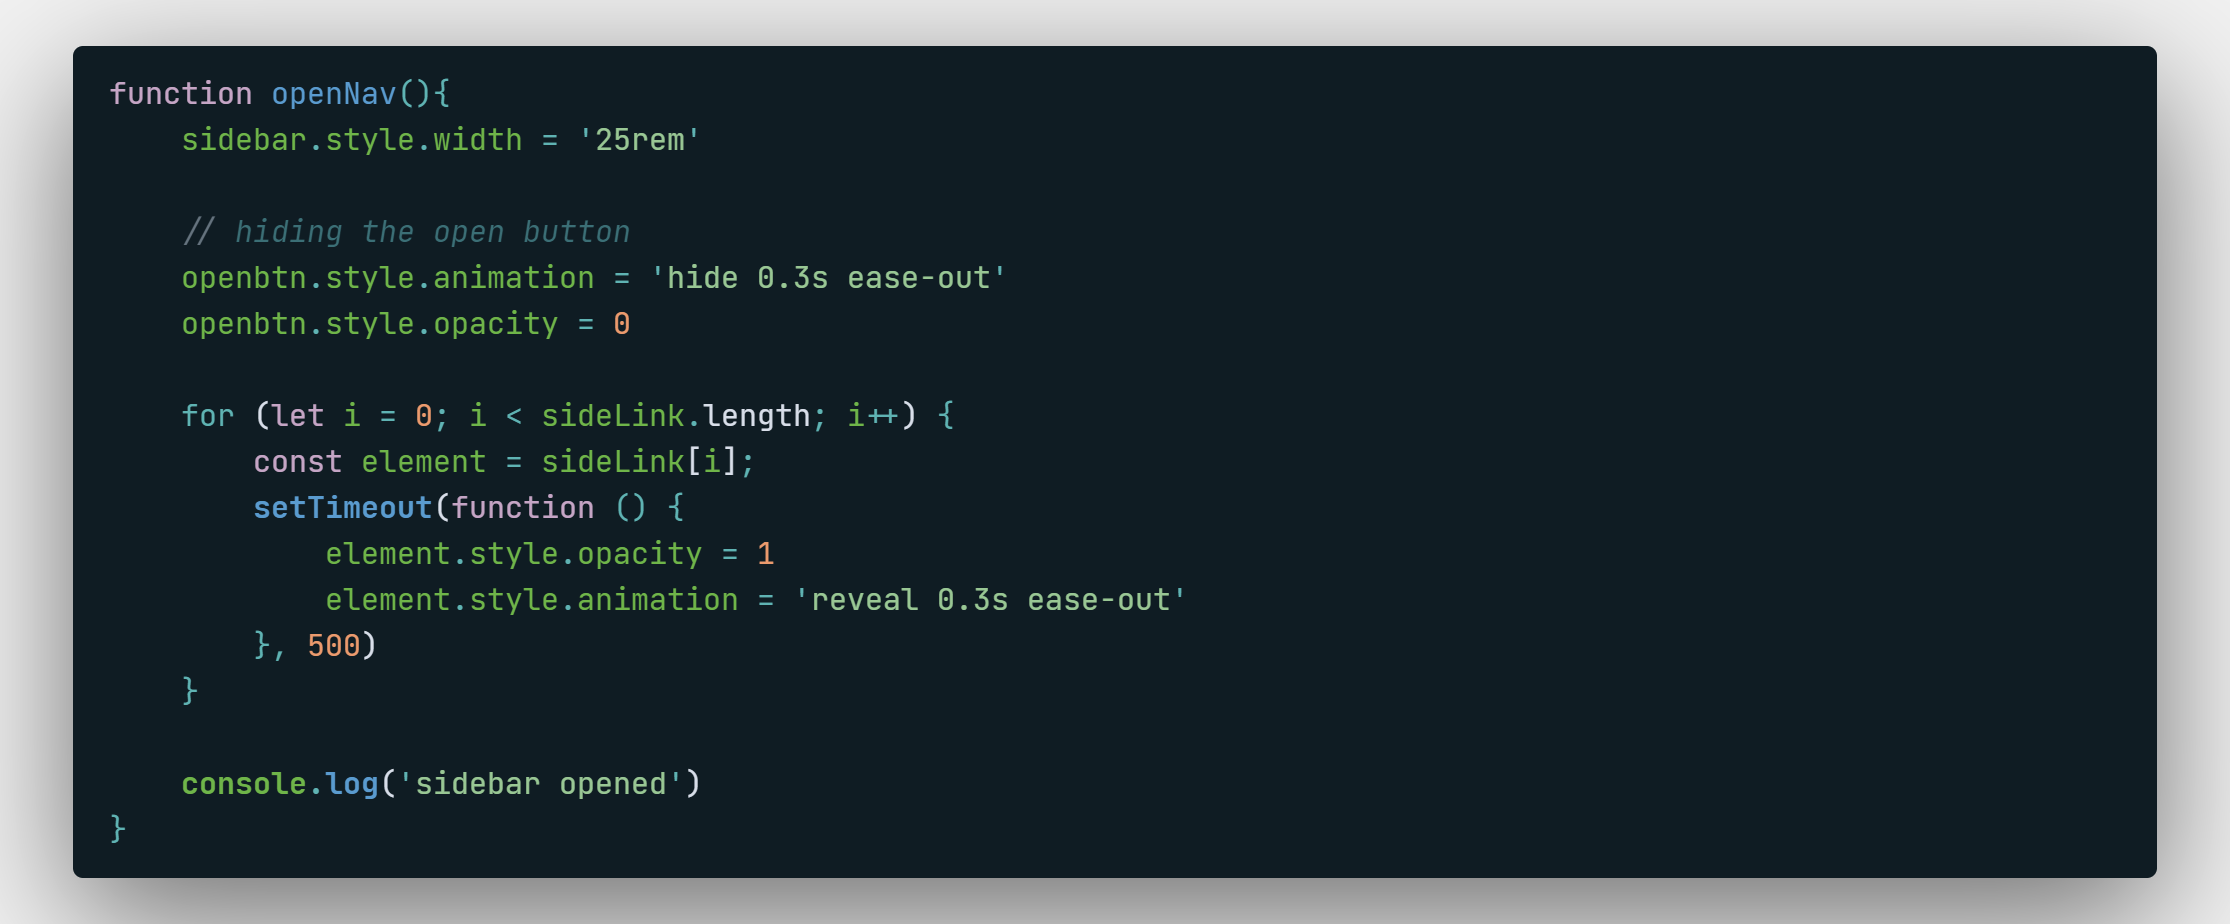 function openNav(){
    sidebar.style.width = '25rem'

    // hiding the open button
    openbtn.style.animation = 'hide 0.3s ease-out'
    openbtn.style.opacity = 0

    for (let i = 0; i < sideLink.length; i++) {
        const element = sideLink[i];
        setTimeout(function () {
            element.style.opacity = 1
            element.style.animation = 'reveal 0.3s ease-out'
        }, 500)
    }

    console.log('sidebar opened')
}